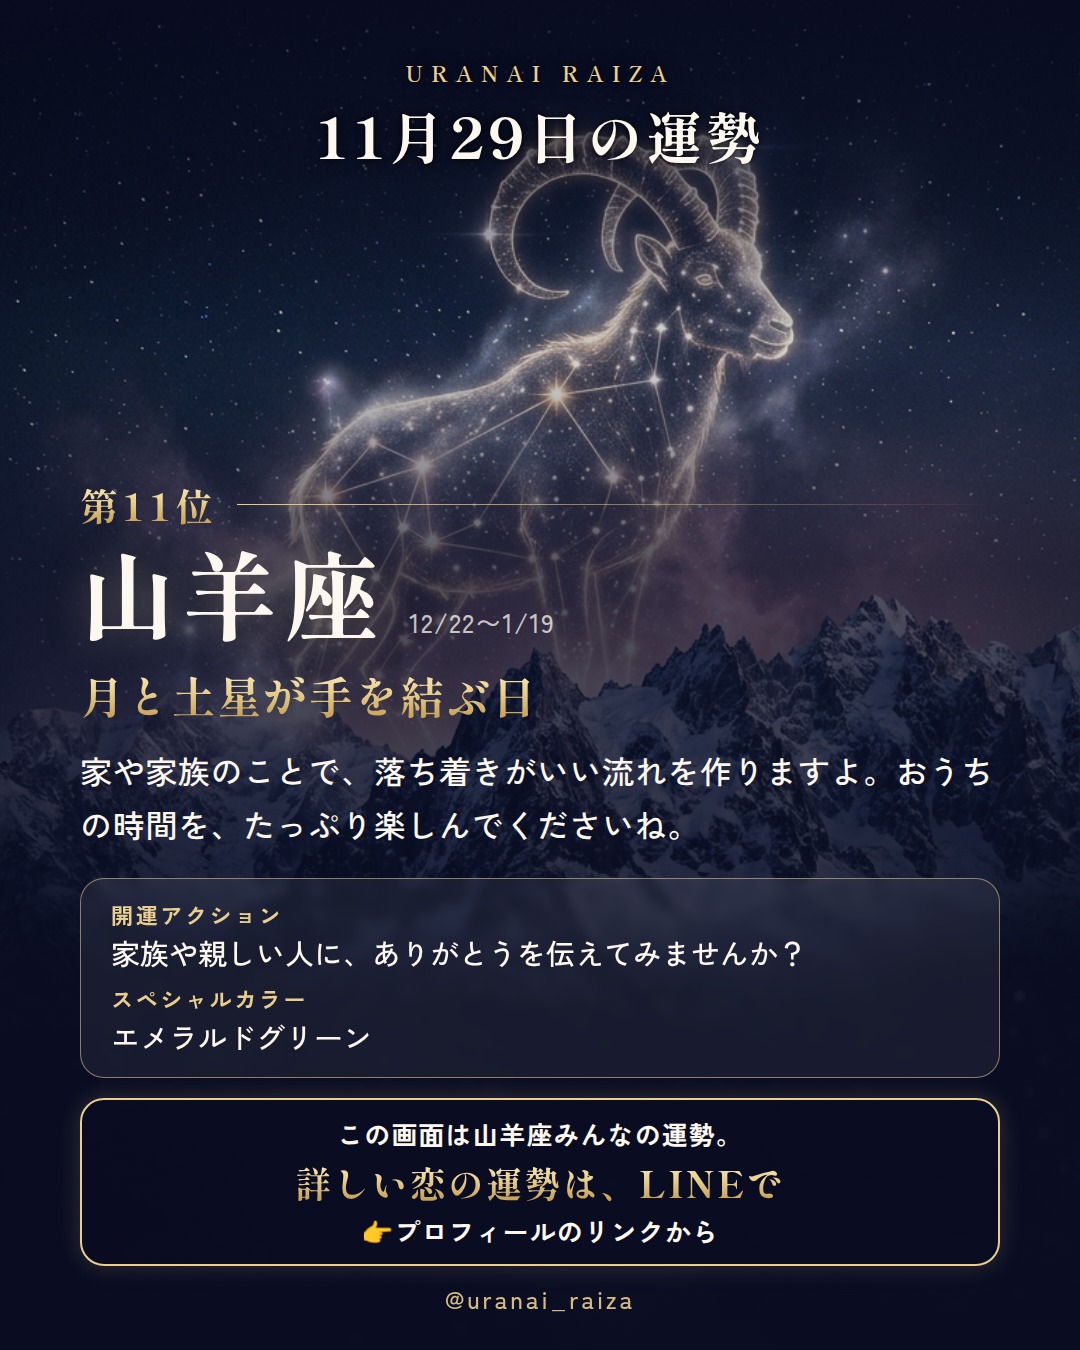 URANAI RAIZA
11月29日の運勢
第11位
山羊座 12/22〜1/19
月と土星が手を結ぶ日
家や家族のことで、落ち着きがいい流れを作りますよ。おうち
の時間を、たっぷり楽しんでくださいね。
開運アクション
家族や親しい人に、ありがとうを伝えてみませんか？
スペシャルカラー
エメラルドグリーン
この画面は山羊座みんなの運勢。
詳しい恋の運勢は、LINEで
👉プロフィールのリンクから
@uranai_raiza